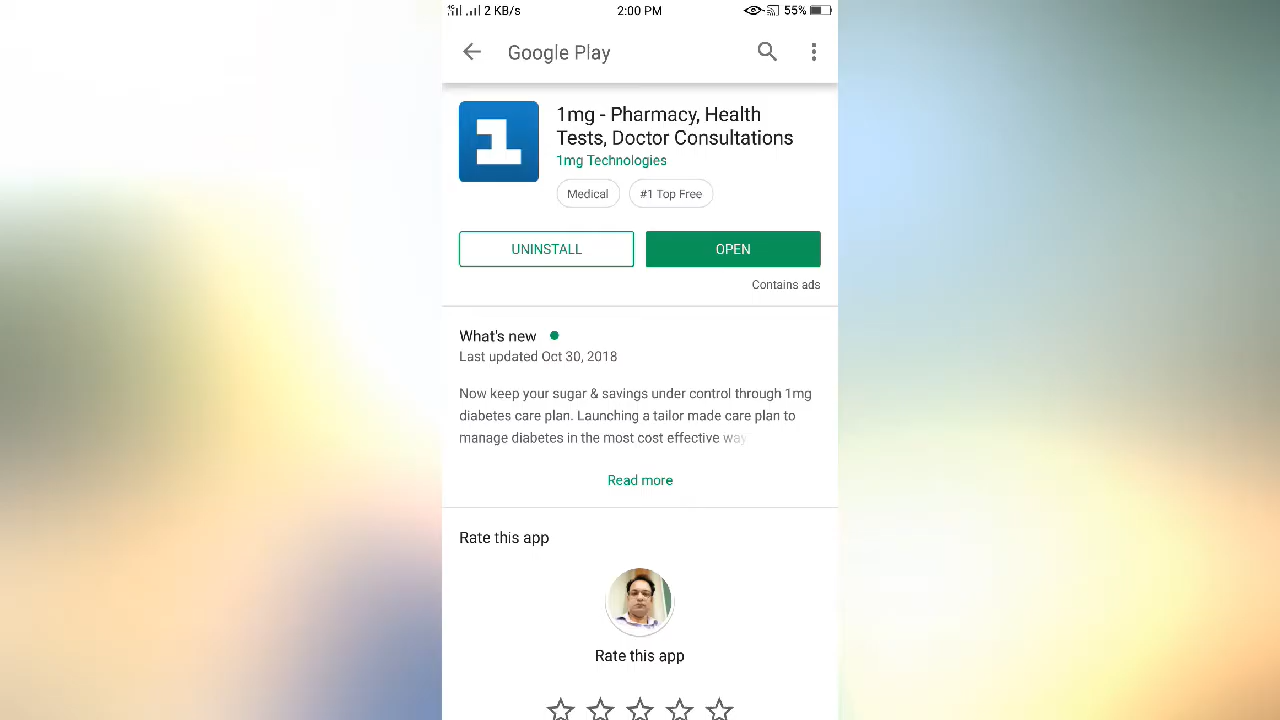 2 KB/s 2:00 PM 55%
Google Play
1mg - Pharmacy, Health
Tests, Doctor Consultations
1mg Technologies
Medical #1 Top Free
UNINSTALL OPEN
Contains ads
What's new
Last updated Oct 30, 2018
Now keep your sugar & savings under control through 1mg
diabetes care plan. Launching a tailor made care plan to
manage diabetes in the most cost effective way
Read more
Rate this app
Rate this app